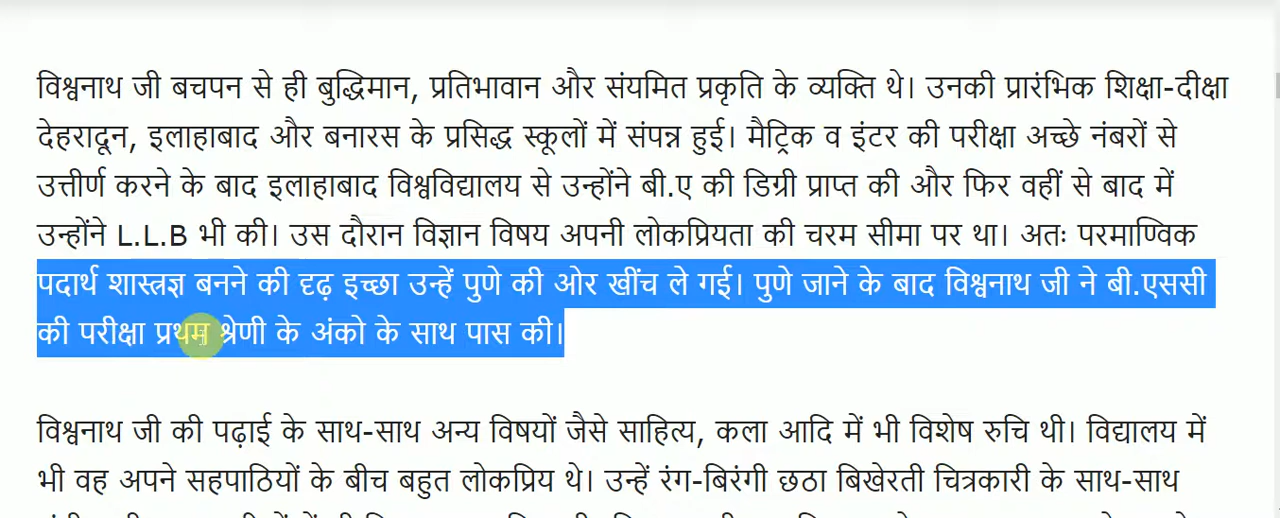 विश्वनाथ जी बचपन से ही बुद्धिमान, प्रतिभावान और संयमित प्रकृति के व्यक्ति थे। उनकी प्रारंभिक शिक्षा-दीक्षा
देहरादून, इलाहाबाद और बनारस के प्रसिद्ध स्कूलों में संपन्न हुई। मैट्रिक व इंटर की परीक्षा अच्छे नंबरों से
उत्तीर्ण करने के बाद इलाहाबाद विश्वविद्यालय से उन्होंने बी.ए की डिग्री प्राप्त की और फिर वहीं से बाद में
उन्होंने L.L.B भी की। उस दौरान विज्ञान विषय अपनी लोकप्रियता की चरम सीमा पर था। अतः परमाण्विक
पदार्थ शास्त्रज्ञ बनने की दृढ़ इच्छा उन्हें पुणे की ओर खींच ले गई। पुणे जाने के बाद विश्वनाथ जी ने बी.एससी
की परीक्षा प्रथम श्रेणी के अंको के साथ पास की।
विश्वनाथ जी की पढ़ाई के साथ-साथ अन्य विषयों जैसे साहित्य, कला आदि में भी विशेष रुचि थी। विद्यालय में
भी वह अपने सहपाठियों के बीच बहुत लोकप्रिय थे। उन्हें रंग-बिरंगी छठा बिखेरती चित्रकारी के साथ-साथ